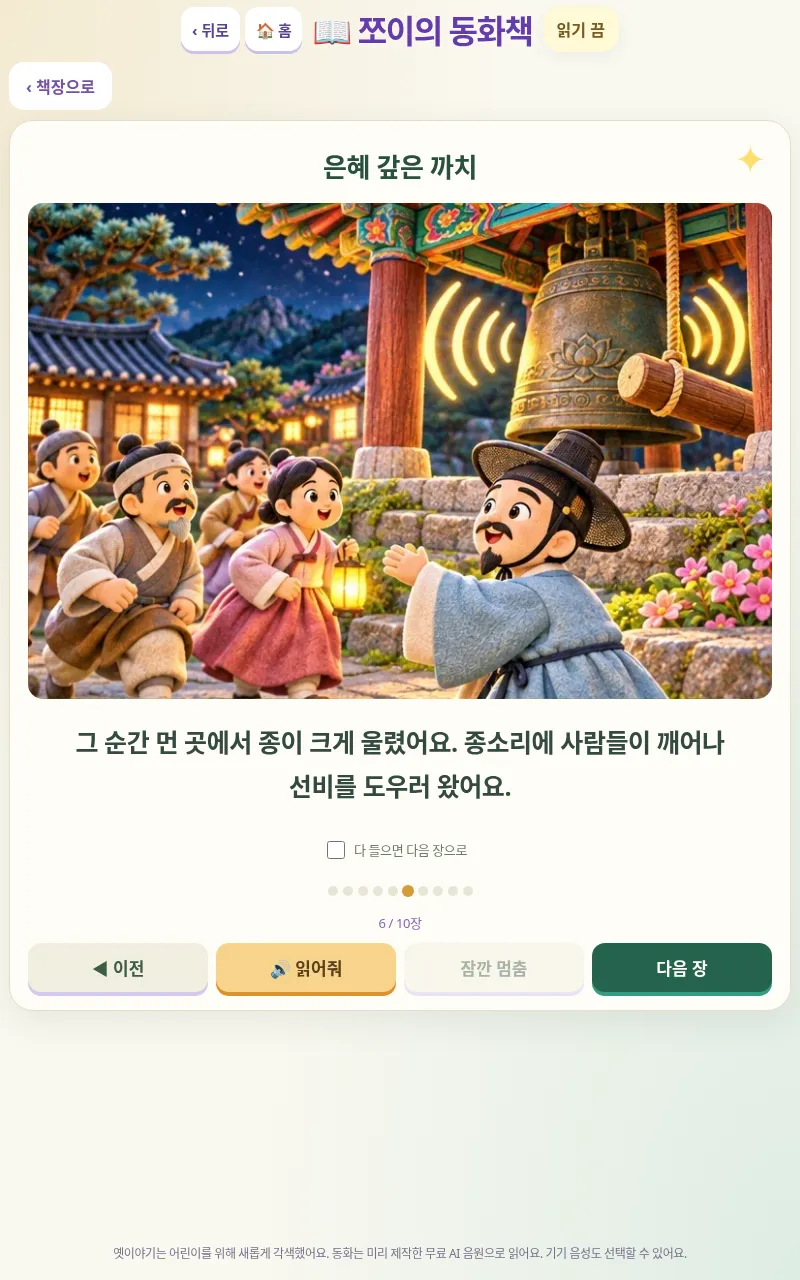 ‹ 뒤로
🏠 홈
📖 쪼이의 동화책
읽기 끔
‹ 책장으로
은혜 갚은 까치
그 순간 먼 곳에서 종이 크게 울렸어요. 종소리에 사람들이 깨어나
선비를 도우러 왔어요.
다 들으면 다음 장으로
6 / 10장
◀ 이전
🔊 읽어줘
잠깐 멈춤
다음 장
옛이야기는 어린이를 위해 새롭게 각색했어요. 동화는 미리 제작한 무료 AI 음원으로 읽어요. 기기 음성도 선택할 수 있어요.